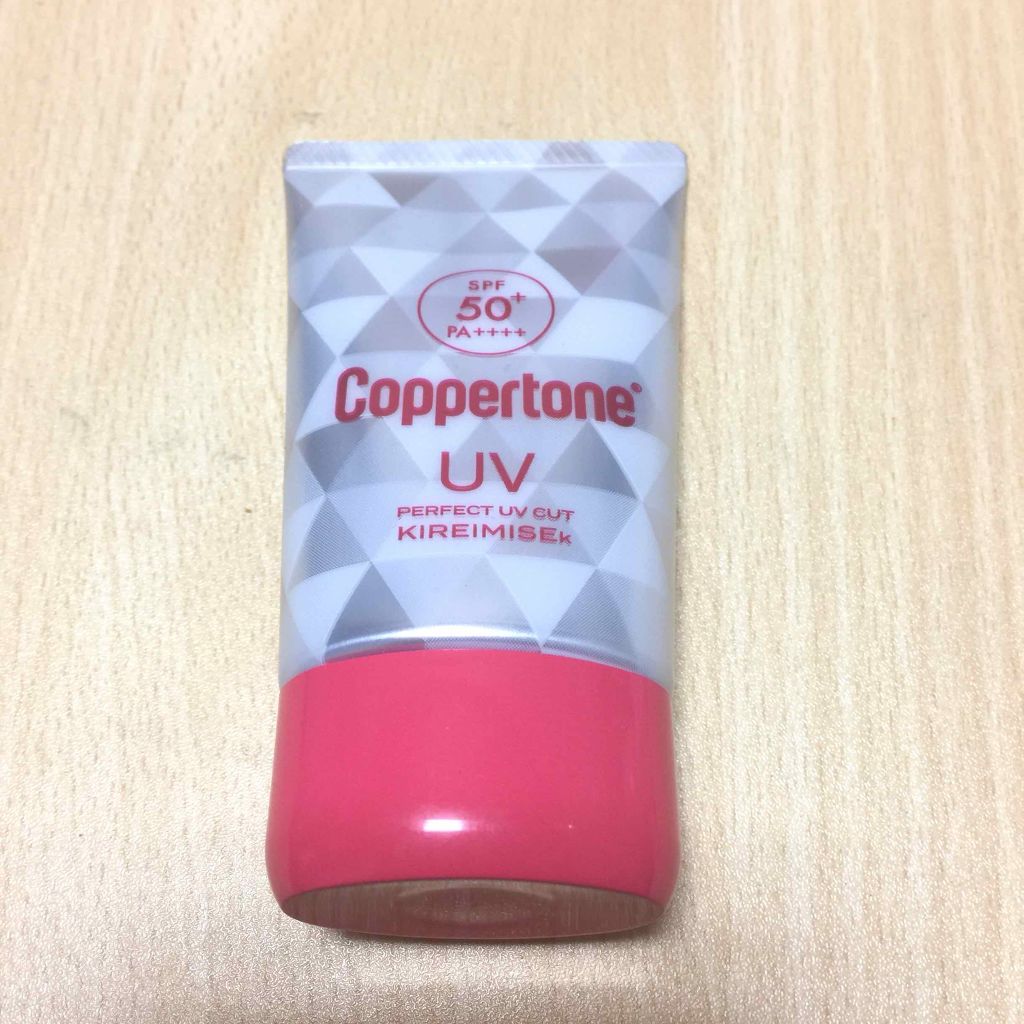 SPF
50+
PA++++
Coppertone®
UV
PERFECT UV CUT
KIREIMISEk